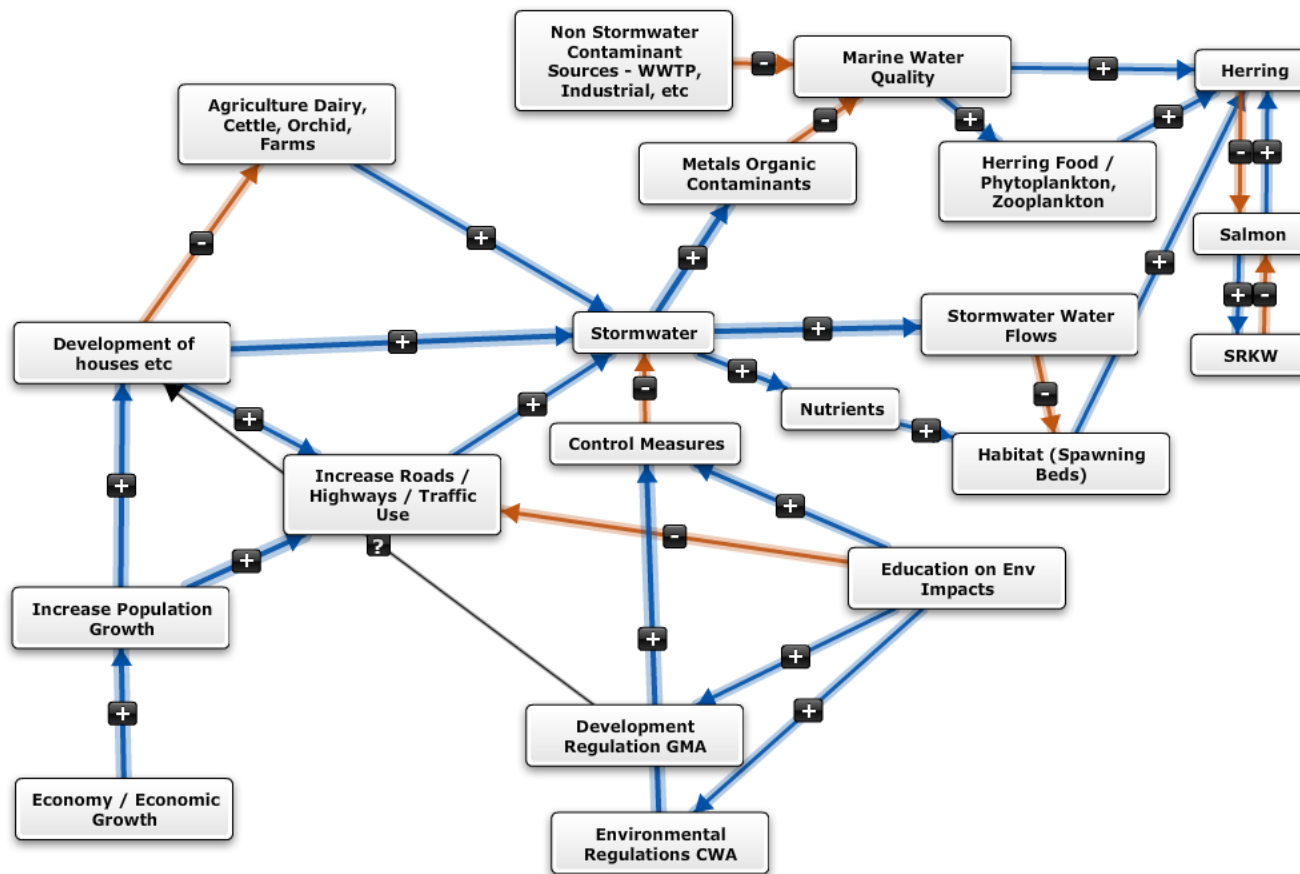 Non Stormwater
Contaminant
Sources - WWTP,
Industrial, etc
-
Marine Water
Quality
+
Herring
Agriculture Dairy,
Cettle, Orchid,
Farms
-
+
+
Metals Organic
Contaminants
Herring Food /
Phytoplankton,
Zooplankton
-
+
Salmon
-
+
+
+
+
-
SRKW
Development of
houses etc
+
Stormwater
+
Stormwater Water
Flows
+
-
+
+
-
Nutrients
+
Control Measures
Habitat (Spawning
Beds)
Increase Roads /
Highways / Traffic
Use
+
+
-
?
+
Education on Env
Impacts
Increase Population
Growth
+
+
+
+
Development
Regulation GMA
Economy / Economic
Growth
Environmental
Regulations CWA